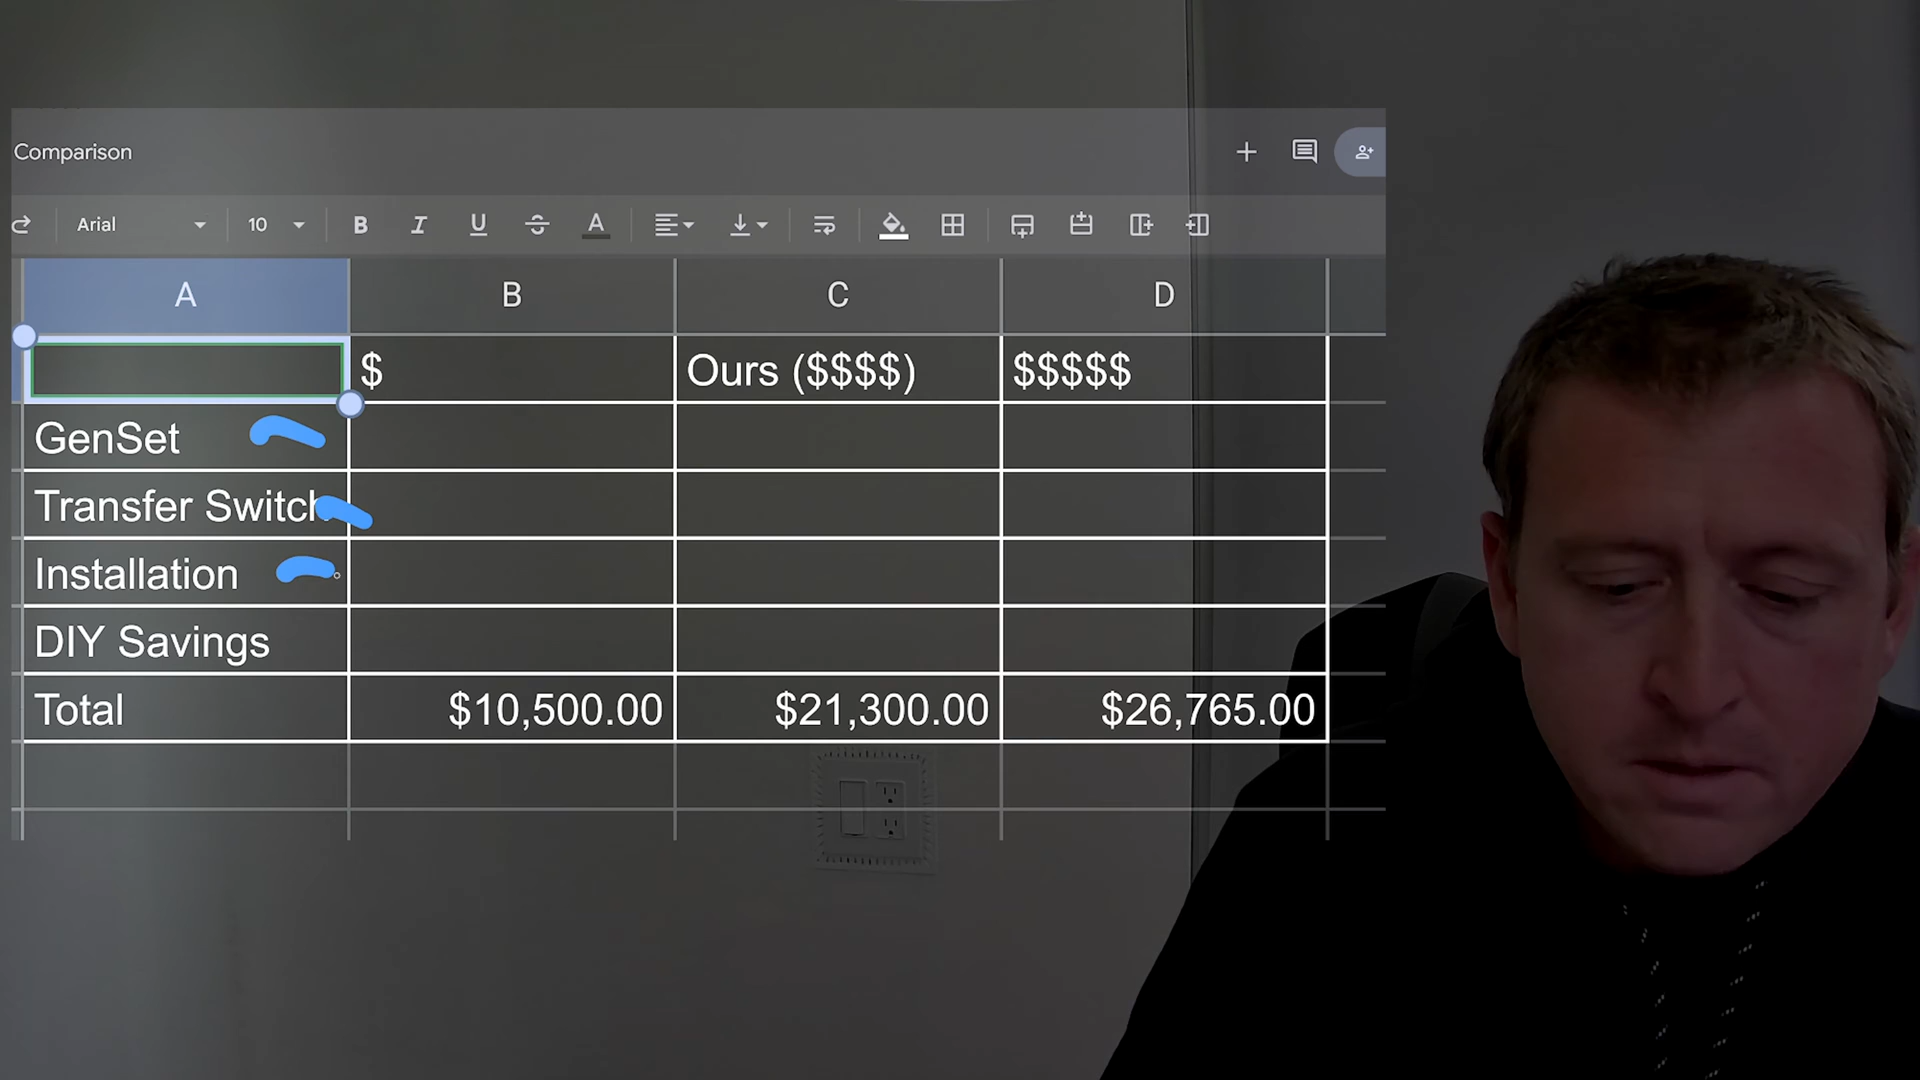 Comparison
Arial 10 B I U S A
A B C D
$ Ours ($$$$) $$$$$
GenSet
Transfer Switch
Installation
DIY Savings
Total $10,500.00 $21,300.00 $26,765.00